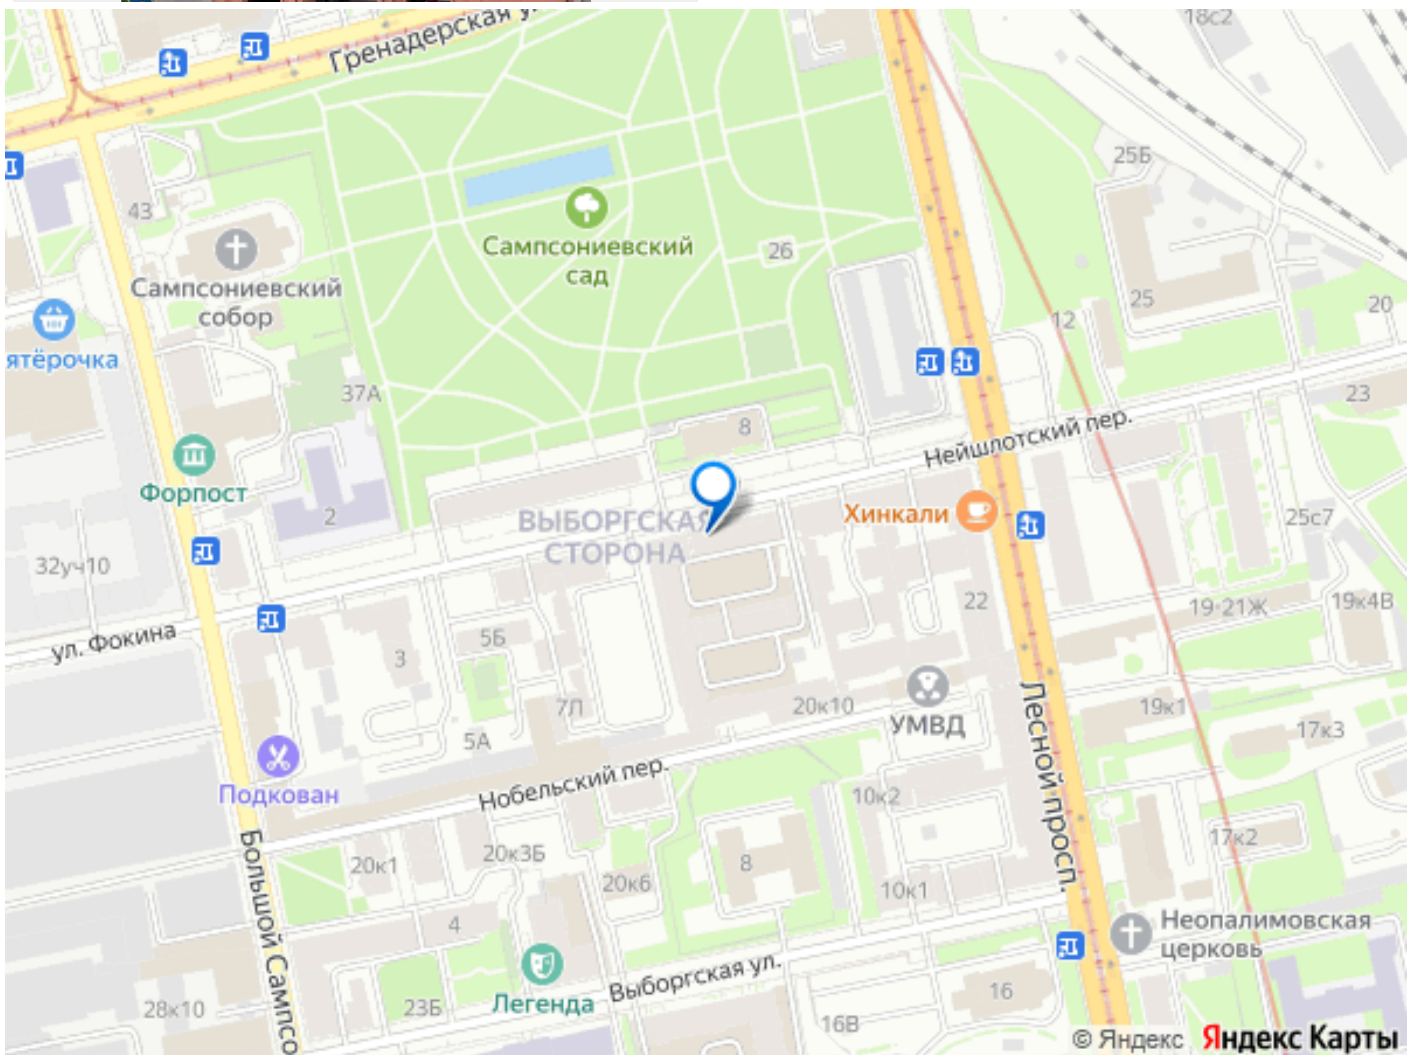 18с2
Гренадерская у
25Б
43
Сампсониевский
сад
26
Сампсониевский
собор
25
20
12
ятёрочка
37А
23
8
Нейшлотский пер.
Форпост
Хинкали
2
ВЫБОРГСКАЯ
СТОРОНА
25с7
32уч10
22
19-21Ж
19к4В
ул. Фокина
5Б
3
УМВД
20к10
7Л
19к1
17к3
5А
Подкован
Нобельский пер.
Лесной просп.
10к2
17к2
Большой Сампсо
20к1
20к3Б
20к6
8
10к1
4
Неопалимовская
церковь
Легенда
Выборгская ул.
16
28к10
23Б
16В
© Яндекс Яндекс Карты